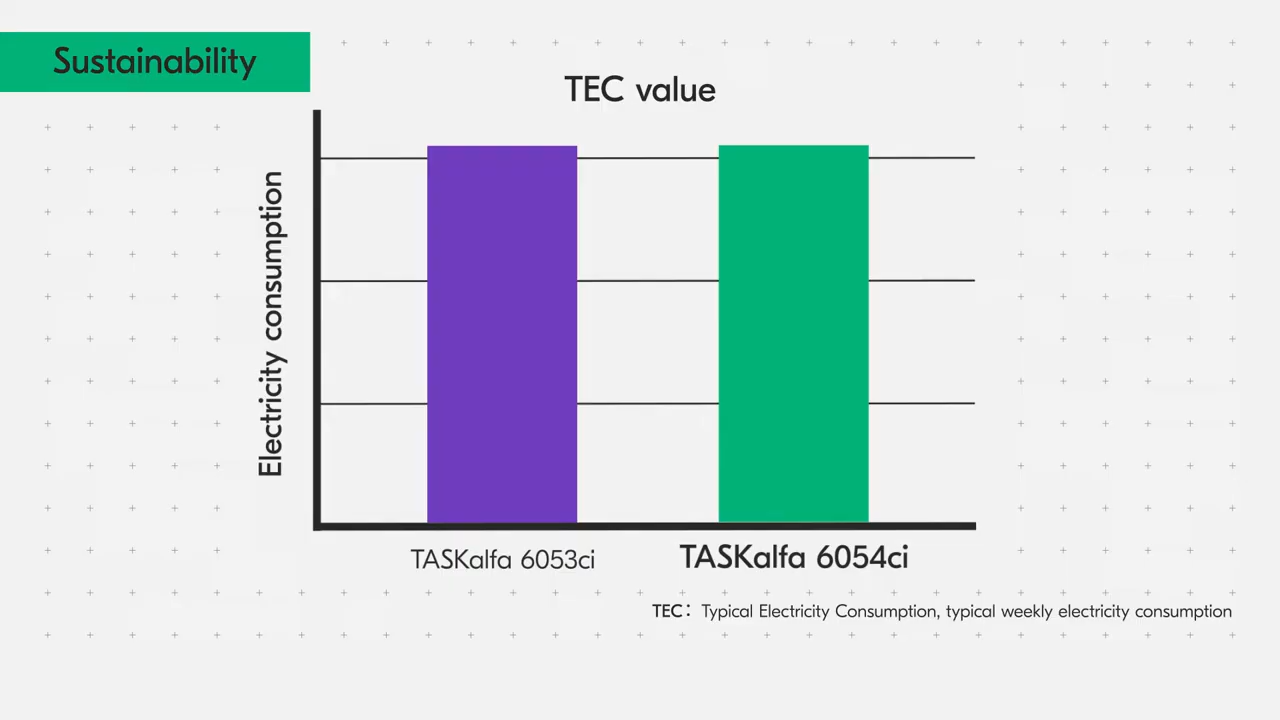 Sustainability
TEC value
Electricity consumption
TASKalfa 6053ci
TASKalfa 6054ci
TEC： Typical Electricity Consumption, typical weekly electricity consumption